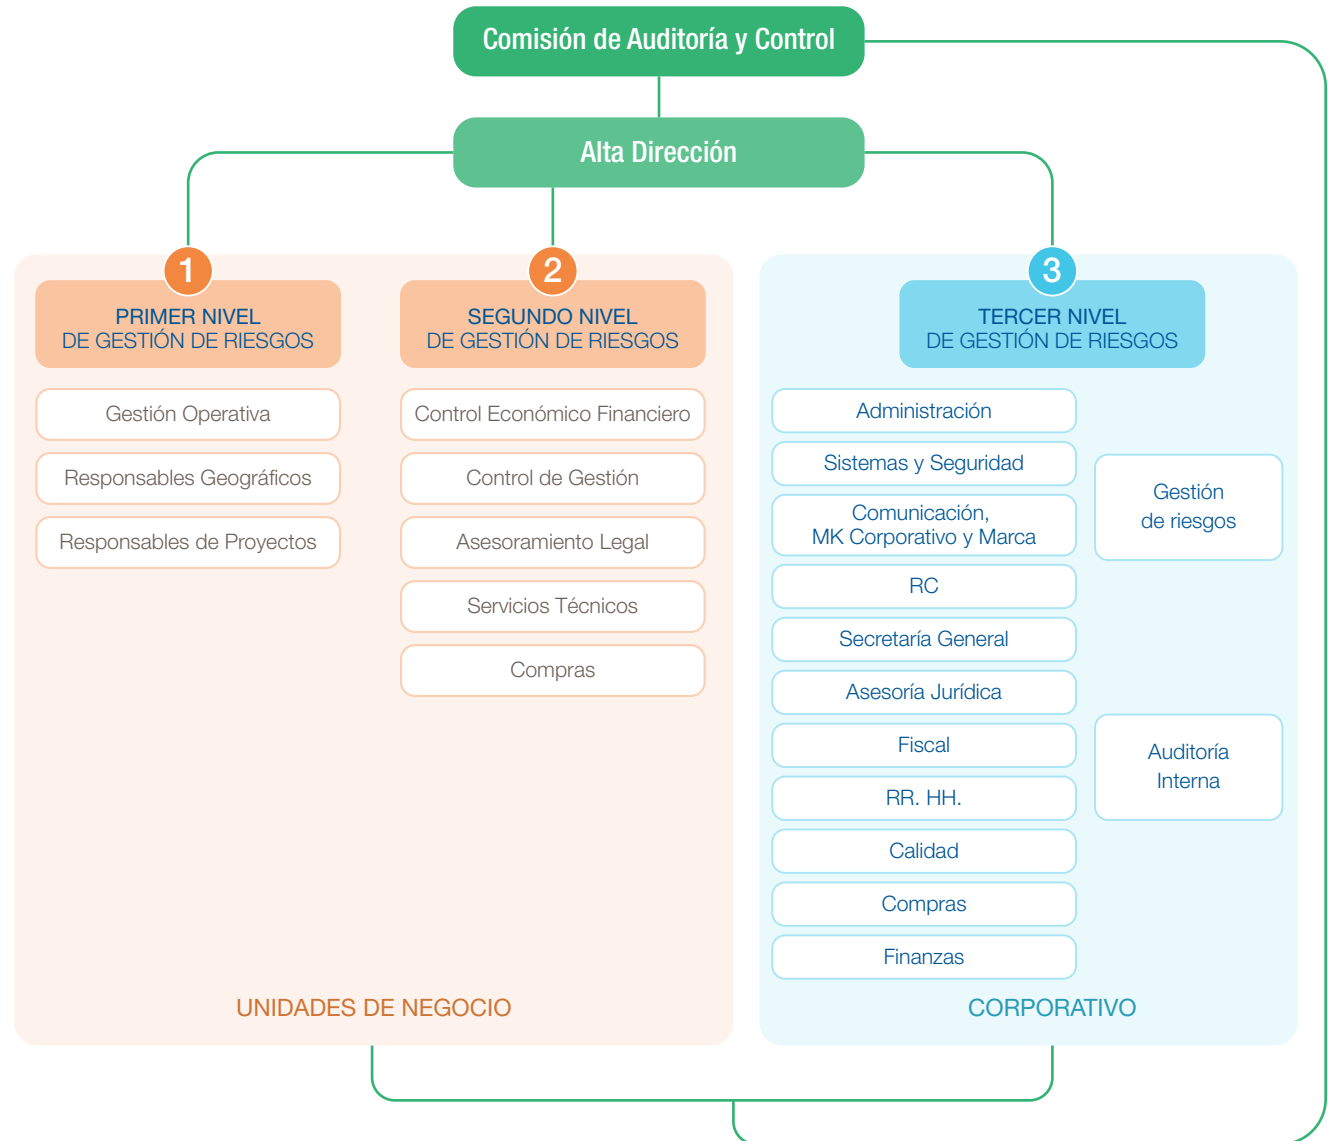 Comisión de Auditoría y Control
Alta Dirección
1
PRIMER NIVEL
DE GESTIÓN DE RIESGOS
Gestión Operativa
Responsables Geográficos
Responsables de Proyectos
2
SEGUNDO NIVEL
DE GESTIÓN DE RIESGOS
Control Económico Financiero
Control de Gestión
Asesoramiento Legal
Servicios Técnicos
Compras
UNIDADES DE NEGOCIO
3
TERCER NIVEL
DE GESTIÓN DE RIESGOS
Administración
Sistemas y Seguridad
Comunicación,
MK Corporativo y Marca
RC
Secretaría General
Asesoría Jurídica
Fiscal
RR. HH.
Calidad
Compras
Finanzas
Gestión
de riesgos
Auditoría
Interna
CORPORATIVO